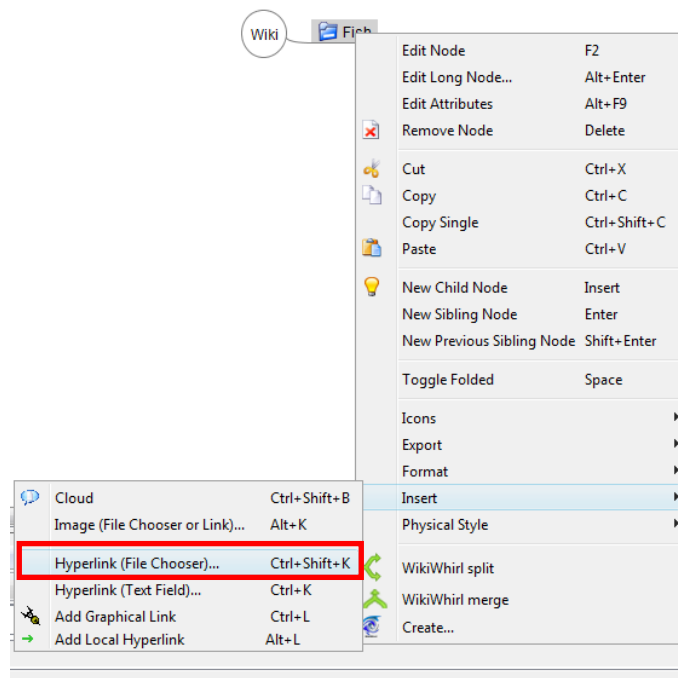 Wiki
Fish
Edit Node F2
Edit Long Node... Alt+Enter
Edit Attributes Alt+F9
Remove Node Delete
Cut Ctrl+X
Copy Ctrl+C
Copy Single Ctrl+Shift+C
Paste Ctrl+V
New Child Node Insert
New Sibling Node Enter
New Previous Sibling Node Shift+Enter
Toggle Folded Space
Icons
Export
Format
Insert
Physical Style
WikiWhirl split
WikiWhirl merge
Create...
Cloud Ctrl+Shift+B
Image (File Chooser or Link)... Alt+K
Hyperlink (File Chooser)... Ctrl+Shift+K
Hyperlink (Text Field)... Ctrl+K
Add Graphical Link Ctrl+L
Add Local Hyperlink Alt+L